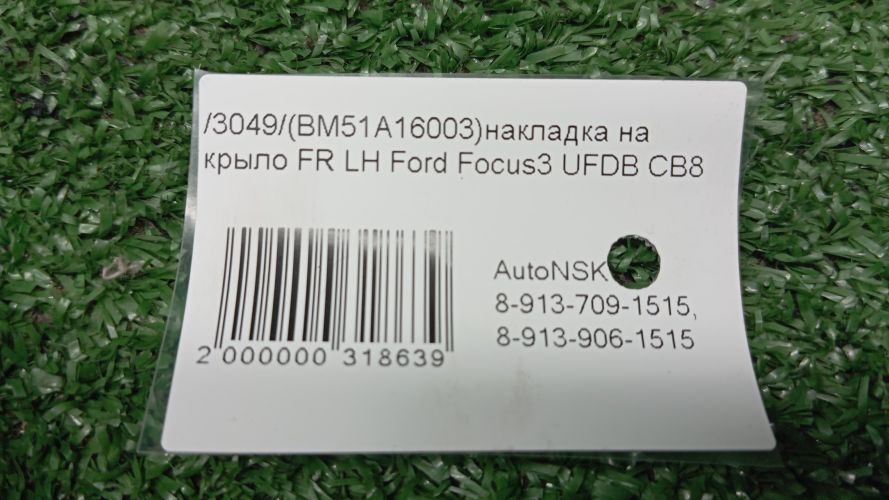 /3049/(BM51A16003)накладка на
крыло FR LH Ford Focus3 UFDB CB8
AutoNSK
8-913-709-1515,
8-913-906-1515
2 000000 318639